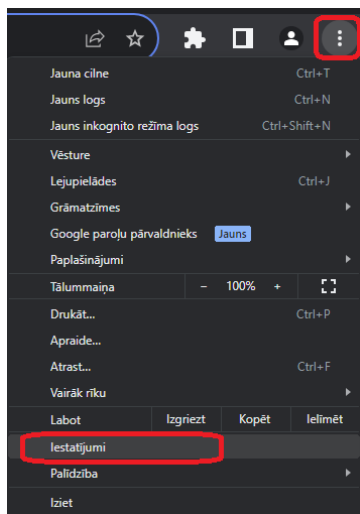 Jauna cilne Ctrl+T
Jauns logs Ctrl+N
Jauns inkognito režīma logs Ctrl+Shift+N
Vēsture
Lejupielādes Ctrl+J
Grāmatzīmes
Google paroļu pārvaldnieks Jauns
Paplašinājumi
Tālummaiņa – 100% +
Drukāt... Ctrl+P
Apraide...
Atrast... Ctrl+F
Vairāk rīku
Labot Izgriezt Kopēt Ielīmēt
Iestatījumi
Palīdzība
Iziet